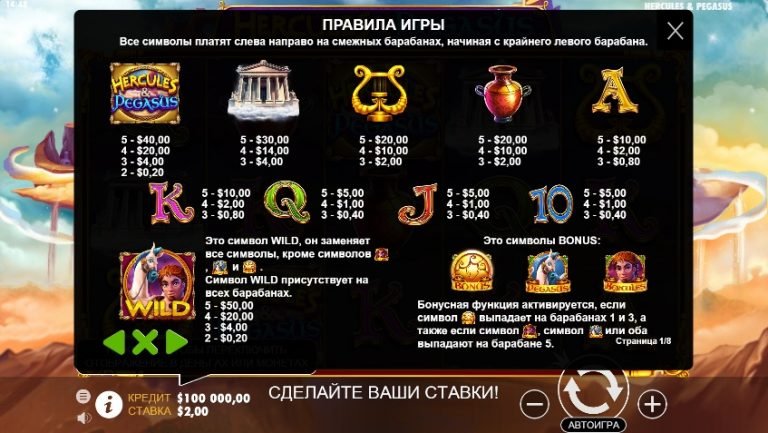 14:48
HERCULES & PEGASUS
ПРАВИЛА ИГРЫ
Все символы платят слева направо на смежных барабанах, начиная с крайнего левого барабана.
HERCULES & PEGASUS
5 - $40,00
4 - $20,00
3 - $4,00
2 - $0,20
5 - $30,00
4 - $14,00
3 - $4,00
5 - $20,00
4 - $10,00
3 - $2,00
5 - $20,00
4 - $10,00
3 - $2,00
A
5 - $10,00
4 - $2,00
3 - $0,80
K
5 - $10,00
4 - $2,00
3 - $0,80
Q
5 - $5,00
4 - $1,00
3 - $0,40
J
5 - $5,00
4 - $1,00
3 - $0,40
10
5 - $5,00
4 - $1,00
3 - $0,40
WILD
Это символ WILD, он заменяет
все символы, кроме символов
, и .
Символ WILD присутствует на
всех барабанах.
5 - $50,00
4 - $20,00
3 - $4,00
2 - $0,20
Это символы BONUS:
BONUS
PEGASUS
HERCULES
Бонусная функция активируется, если
символ выпадает на барабанах 1 и 3, а
также если символ , символ или оба
выпадают на барабане 5.
Страница 1/8
КРЕДИТ $100 000,00
СТАВКА $2,00
СДЕЛАЙТЕ ВАШИ СТАВКИ!
АВТОИГРА